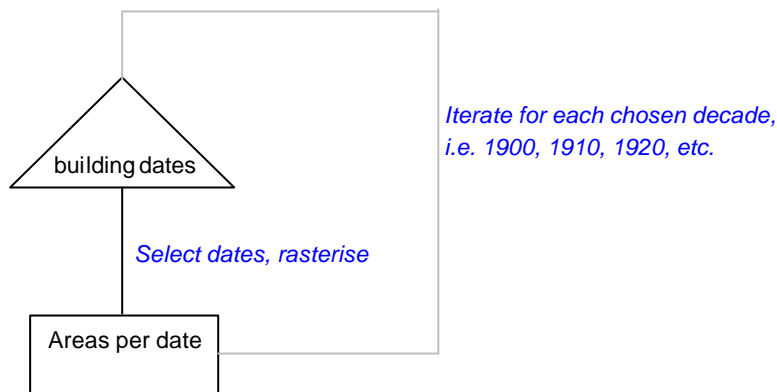 Iterate for each chosen decade,
i.e. 1900, 1910, 1920, etc.
building dates
Select dates, rasterise
Areas per date